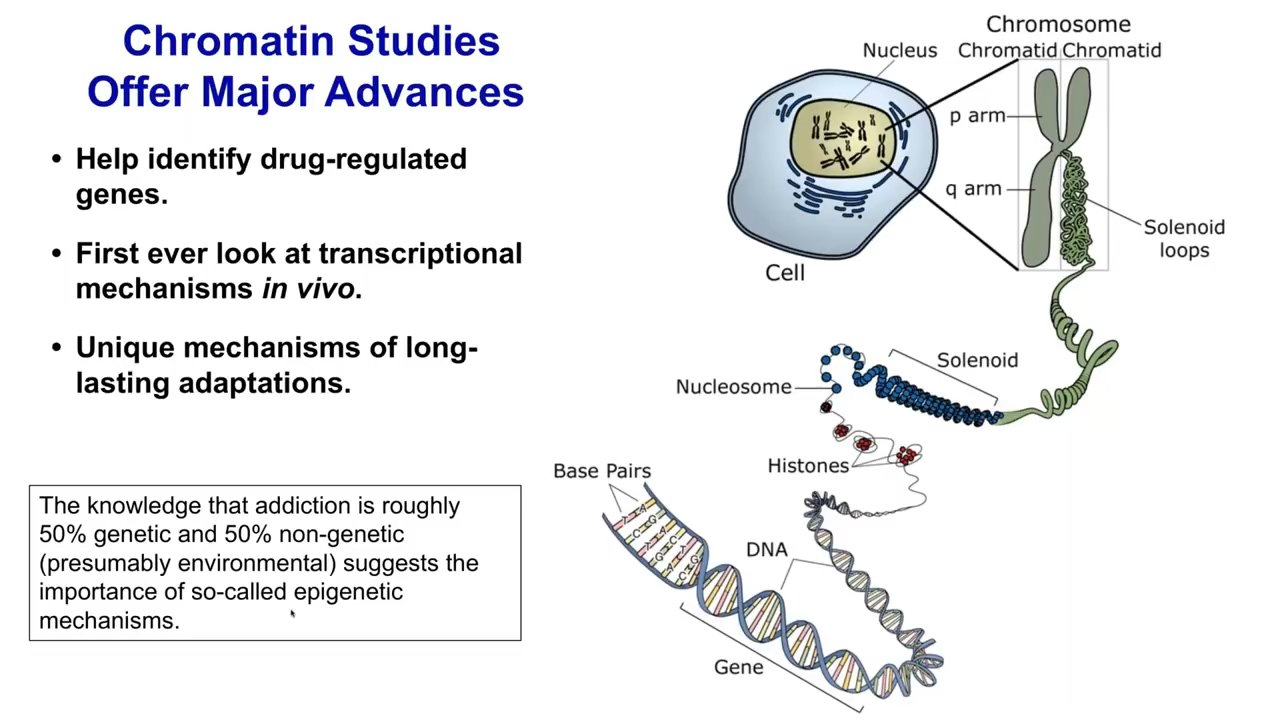 Chromatin Studies
Offer Major Advances
• Help identify drug-regulated
genes.
• First ever look at transcriptional
mechanisms in vivo.
• Unique mechanisms of long-
lasting adaptations.
The knowledge that addiction is roughly
50% genetic and 50% non-genetic
(presumably environmental) suggests the
importance of so-called epigenetic
mechanisms.
Chromosome
Nucleus
Chromatid Chromatid
p arm
q arm
Solenoid
loops
Cell
Solenoid
Nucleosome
Histones
Base Pairs
DNA
Gene